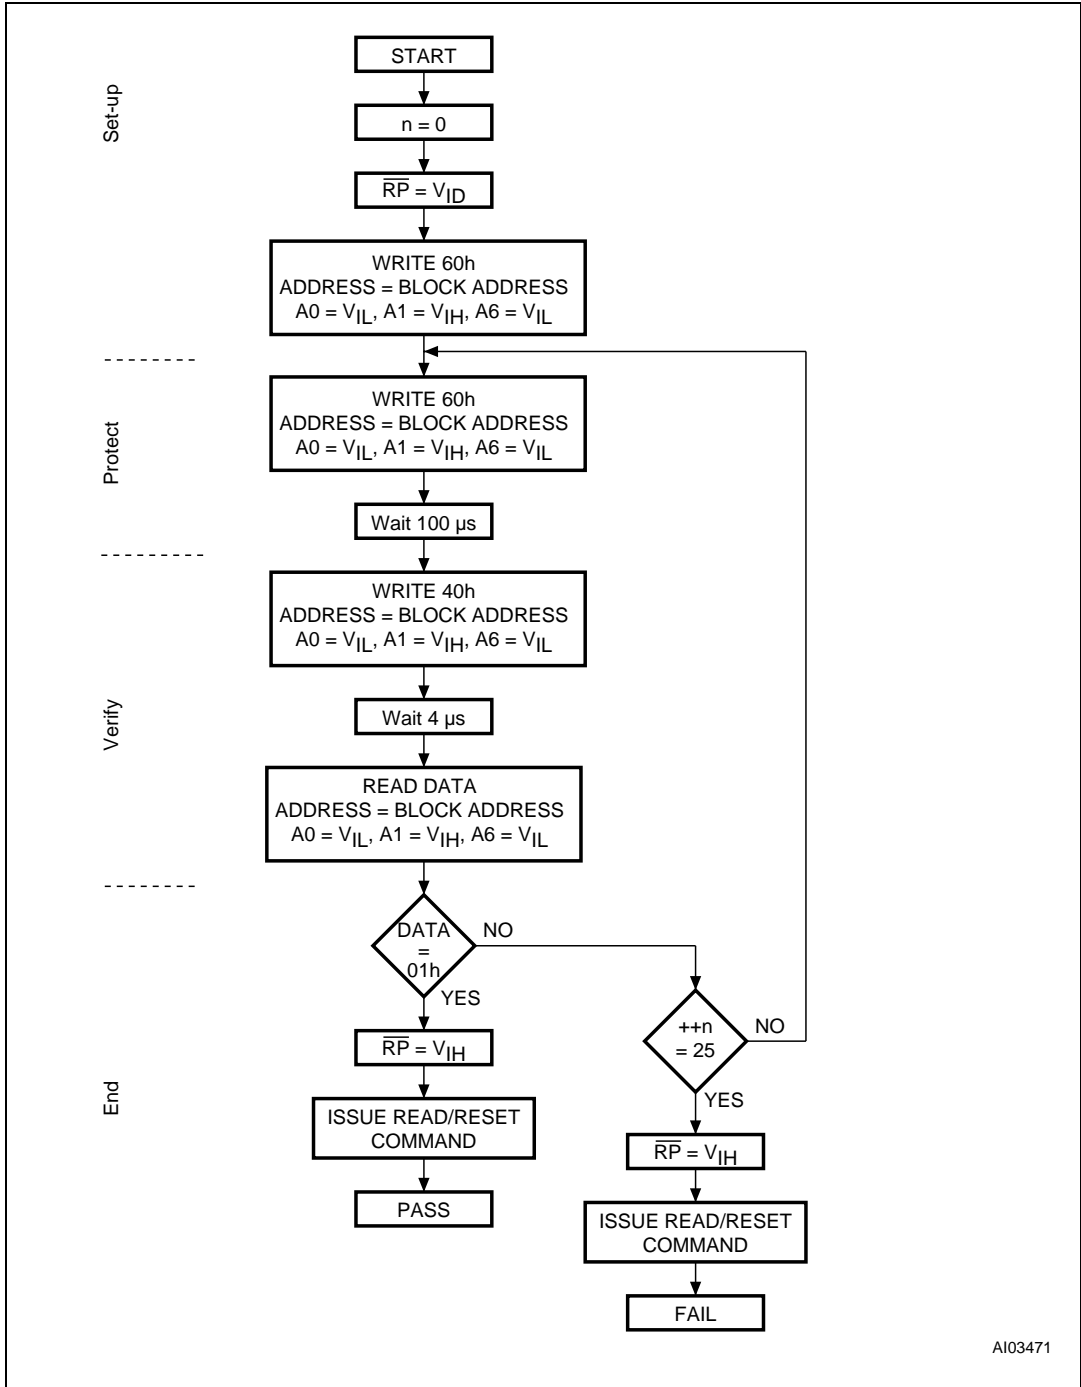 Set-up
START
n = 0
R̅P̅ = VID
WRITE 60h
ADDRESS = BLOCK ADDRESS
A0 = VIL, A1 = VIH, A6 = VIL
Protect
WRITE 60h
ADDRESS = BLOCK ADDRESS
A0 = VIL, A1 = VIH, A6 = VIL
Wait 100 µs
Verify
WRITE 40h
ADDRESS = BLOCK ADDRESS
A0 = VIL, A1 = VIH, A6 = VIL
Wait 4 µs
READ DATA
ADDRESS = BLOCK ADDRESS
A0 = VIL, A1 = VIH, A6 = VIL
End
DATA
=
01h
NO
YES
R̅P̅ = VIH
ISSUE READ/RESET
COMMAND
PASS
++n
= 25
NO
YES
R̅P̅ = VIH
ISSUE READ/RESET
COMMAND
FAIL
AI03471